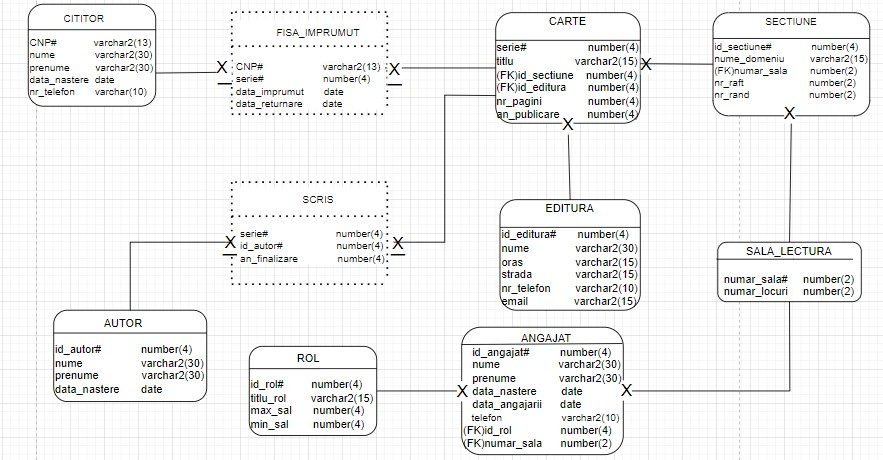 CITITOR
CNP# varchar2(13)
nume varchar2(30)
prenume varchar2(30)
data_nastere date
nr_telefon varchar(10)
FISA_IMPRUMUT
CNP# varchar2(13)
serie# number(4)
data_imprumut date
data_returnare date
CARTE
serie# number(4)
titlu varchar2(15)
(FK)id_sectiune number(4)
(FK)id_editura number(4)
nr_pagini number(4)
an_publicare number(4)
SECTIUNE
id_sectiune# number(4)
nume_domeniu varchar2(15)
(FK)numar_sala number(2)
nr_raft number(2)
nr_rand number(2)
SCRIS
serie# number(4)
id_autor# number(4)
an_finalizare number(4)
EDITURA
id_editura# number(4)
nume varchar2(30)
oras varchar2(15)
strada varchar2(15)
nr_telefon varchar2(10)
email varchar2(15)
SALA_LECTURA
numar_sala# number(2)
numar_locuri number(2)
AUTOR
id_autor# number(4)
nume varchar2(30)
prenume varchar2(30)
data_nastere date
ROL
id_rol# number(4)
titlu_rol varchar2(15)
max_sal number(4)
min_sal number(4)
ANGAJAT
id_angajat# number(4)
nume varchar2(30)
prenume varchar2(30)
data_nastere date
data_angajarii date
telefon varchar2(10)
(FK)id_rol number(4)
(FK)numar_sala number(2)